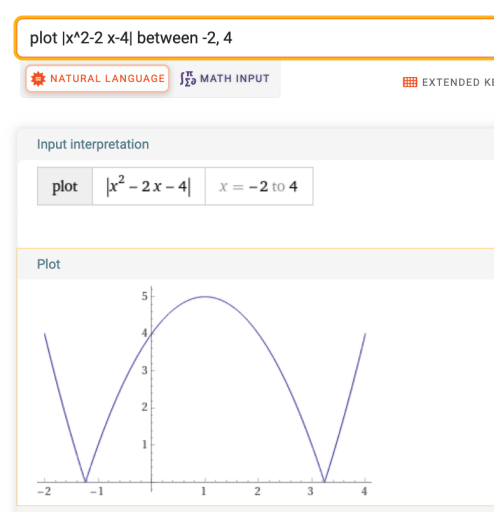 plot |x^2-2 x-4| between -2, 4
NATURAL LANGUAGE ∫Σ∂π MATH INPUT EXTENDED KE
Input interpretation
plot |x² − 2 x − 4| x = −2 to 4
Plot
5
4
3
2
1
−2 −1 1 2 3 4